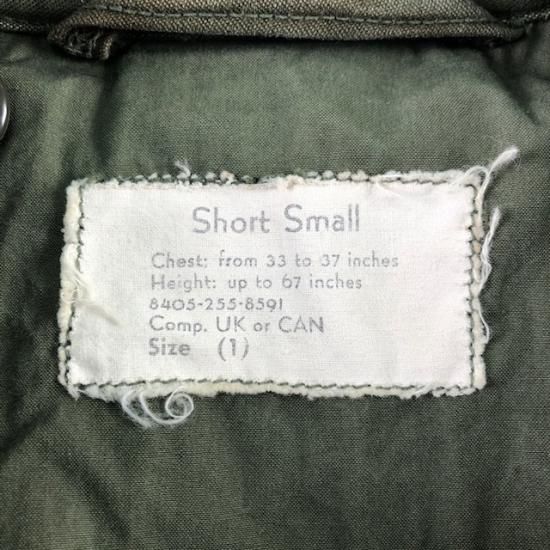 Short Small
Chest: from 33 to 37 inches
Height: up to 67 inches
8405-255-8591
Comp. UK or CAN
Size (1)